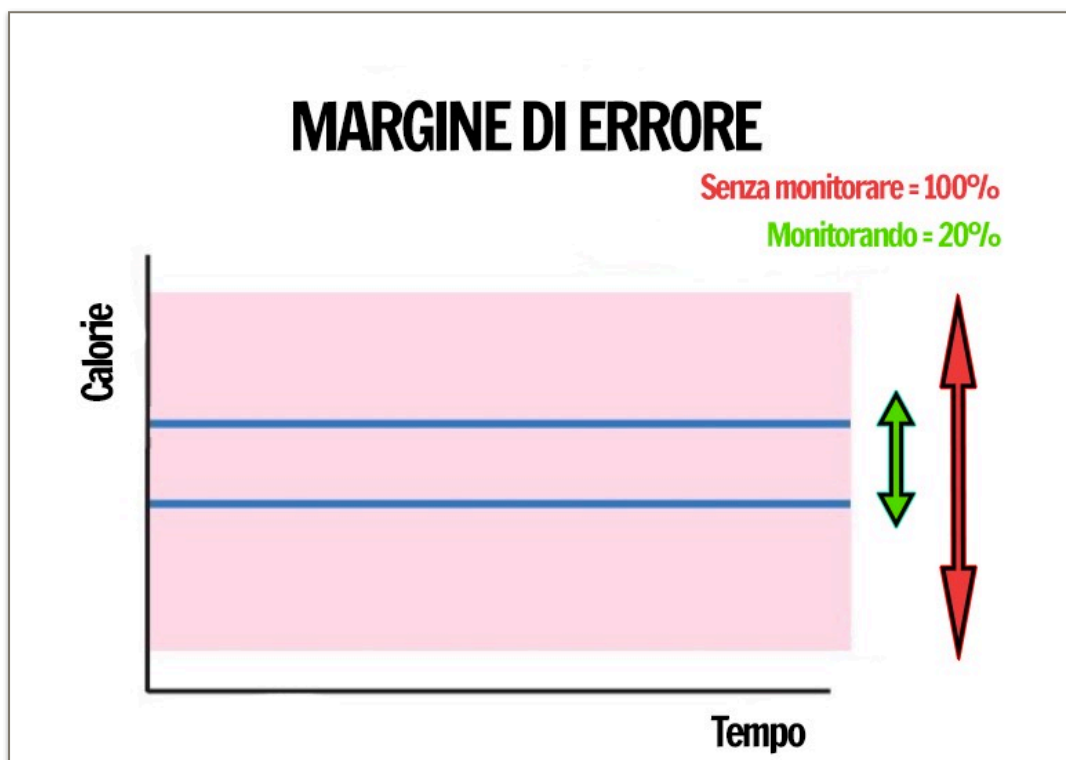 MARGINE DI ERRORE
Senza monitorare = 100%
Monitorando = 20%
Calorie
Tempo